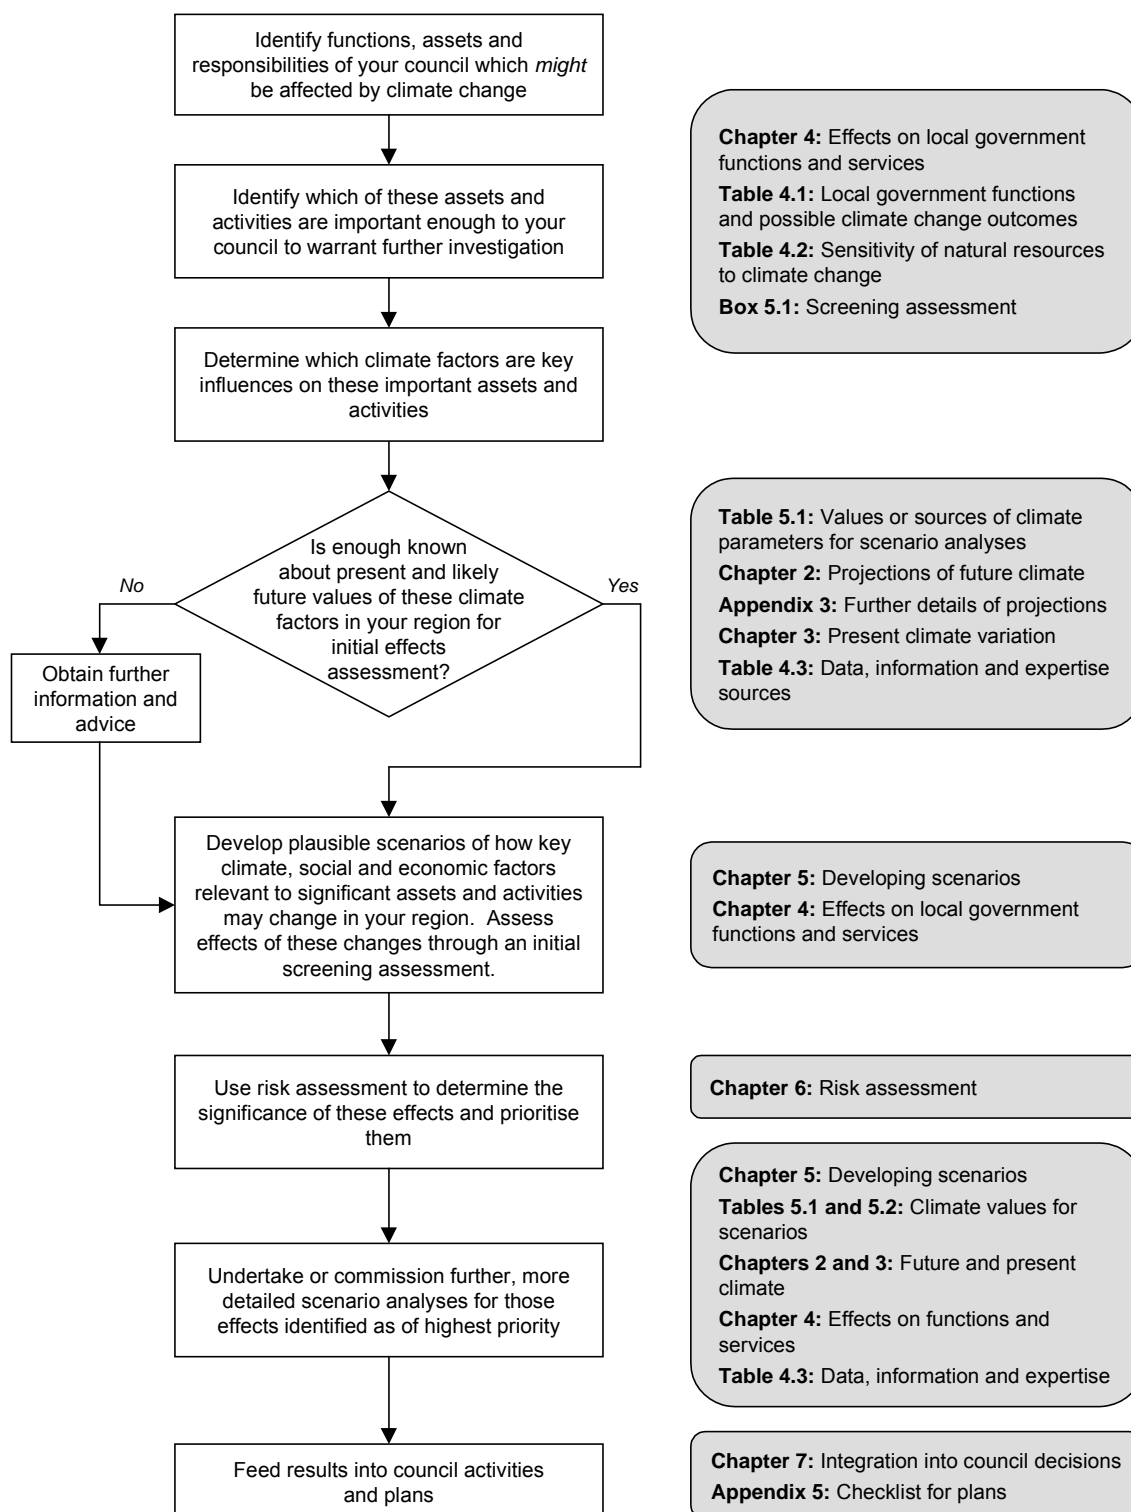 Identify functions, assets and
responsibilities of your council which might
be affected by climate change
Identify which of these assets and
activities are important enough to your
council to warrant further investigation
Determine which climate factors are key
influences on these important assets and
activities
Chapter 4: Effects on local government
functions and services
Table 4.1: Local government functions
and possible climate change outcomes
Table 4.2: Sensitivity of natural resources
to climate change
Box 5.1: Screening assessment
Is enough known
about present and likely
future values of these climate
factors in your region for
initial effects
assessment?
No
Yes
Obtain further
information and
advice
Table 5.1: Values or sources of climate
parameters for scenario analyses
Chapter 2: Projections of future climate
Appendix 3: Further details of projections
Chapter 3: Present climate variation
Table 4.3: Data, information and expertise
sources
Develop plausible scenarios of how key
climate, social and economic factors
relevant to significant assets and activities
may change in your region. Assess
effects of these changes through an initial
screening assessment.
Chapter 5: Developing scenarios
Chapter 4: Effects on local government
functions and services
Use risk assessment to determine the
significance of these effects and prioritise
them
Chapter 6: Risk assessment
Undertake or commission further, more
detailed scenario analyses for those
effects identified as of highest priority
Chapter 5: Developing scenarios
Tables 5.1 and 5.2: Climate values for
scenarios
Chapters 2 and 3: Future and present
climate
Chapter 4: Effects on functions and
services
Table 4.3: Data, information and expertise
Feed results into council activities
and plans
Chapter 7: Integration into council decisions
Appendix 5: Checklist for plans